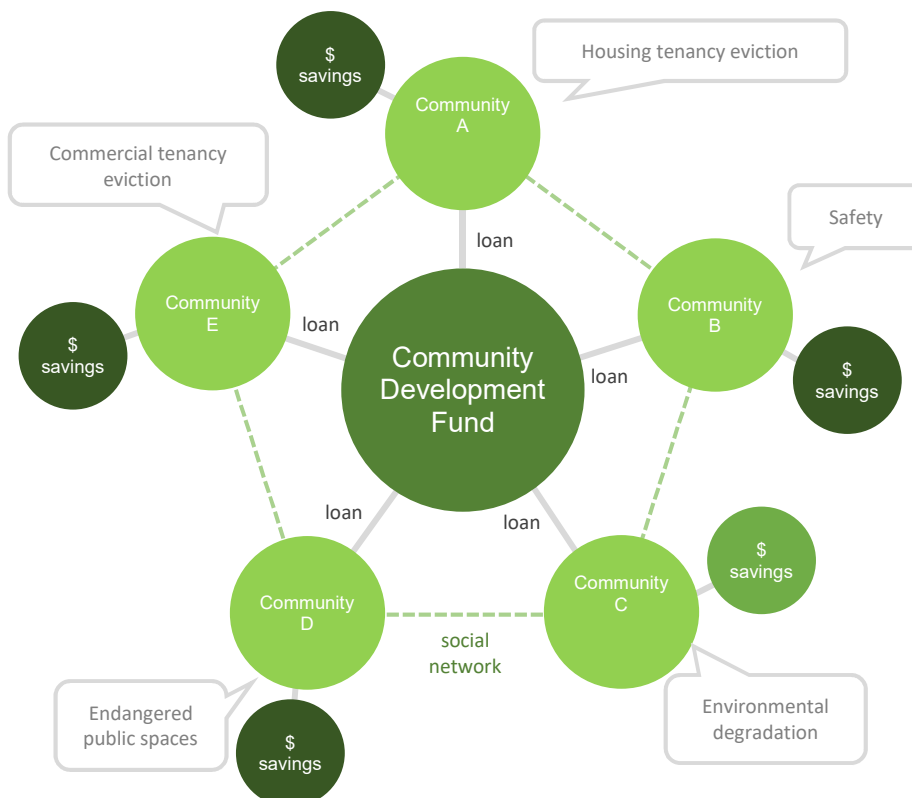 $
savings
Community
A
Housing tenancy eviction
Commercial tenancy
eviction
loan
Safety
Community
E
Community
B
$
savings
loan
Community
Development
Fund
loan
$
savings
loan
loan
$
savings
Community
D
Community
C
social
network
Endangered
public spaces
$
savings
Environmental
degradation